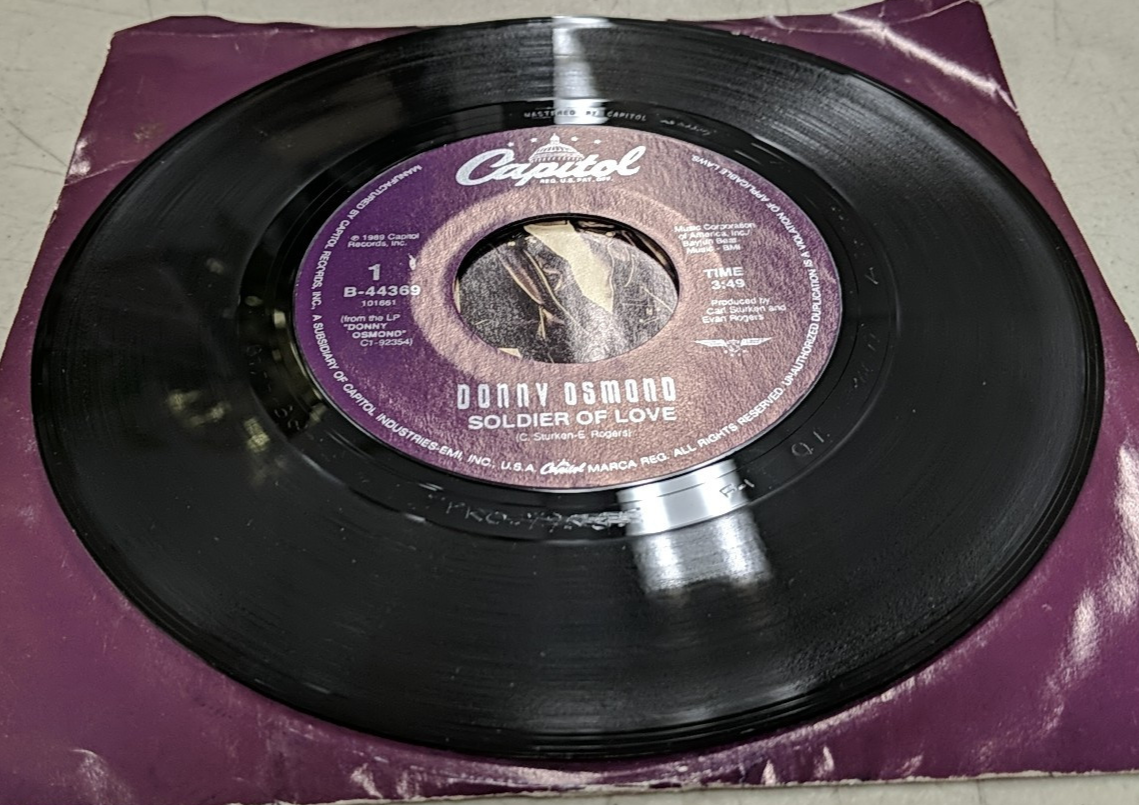 MASTERED BY CAPITOL
Capitol
REG. U.S. PAT. OFF.
℗ 1989 Capitol
Records, Inc.
1
B-44369
101661
(from the LP
"DONNY
OSMOND"
C1-92354)
Music Corporation
of America, Inc./
Bayrun Beat
Music - BMI
TIME
3:49
Produced by
Carl Sturken and
Evan Rogers
DONNY OSMOND
SOLDIER OF LOVE
(C. Sturken-E. Rogers)
MANUFACTURED BY CAPITOL RECORDS, INC., A SUBSIDIARY OF CAPITOL INDUSTRIES-EMI, INC., U.S.A. Capitol MARCA REG. ALL RIGHTS RESERVED. UNAUTHORIZED DUPLICATION IS A VIOLATION OF APPLICABLE LAWS.
F-1